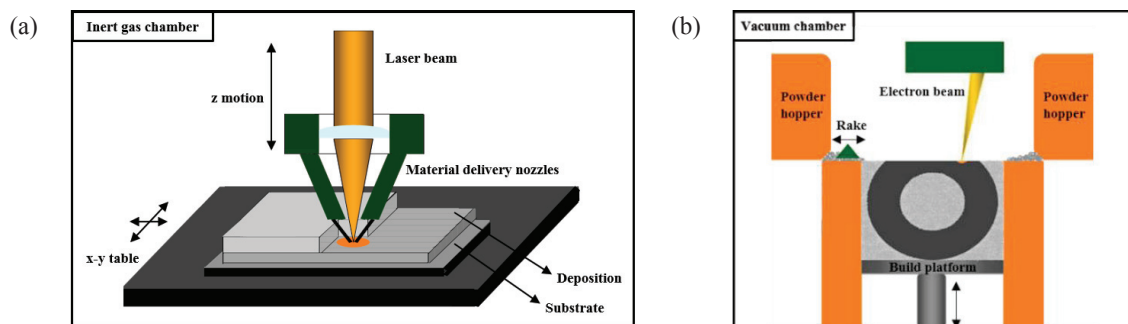 (a)
Inert gas chamber
Laser beam
z motion
Material delivery nozzles
x-y table
Deposition
Substrate
(b)
Vacuum chamber
Electron beam
Powder
hopper
Powder
hopper
Rake
Build platform